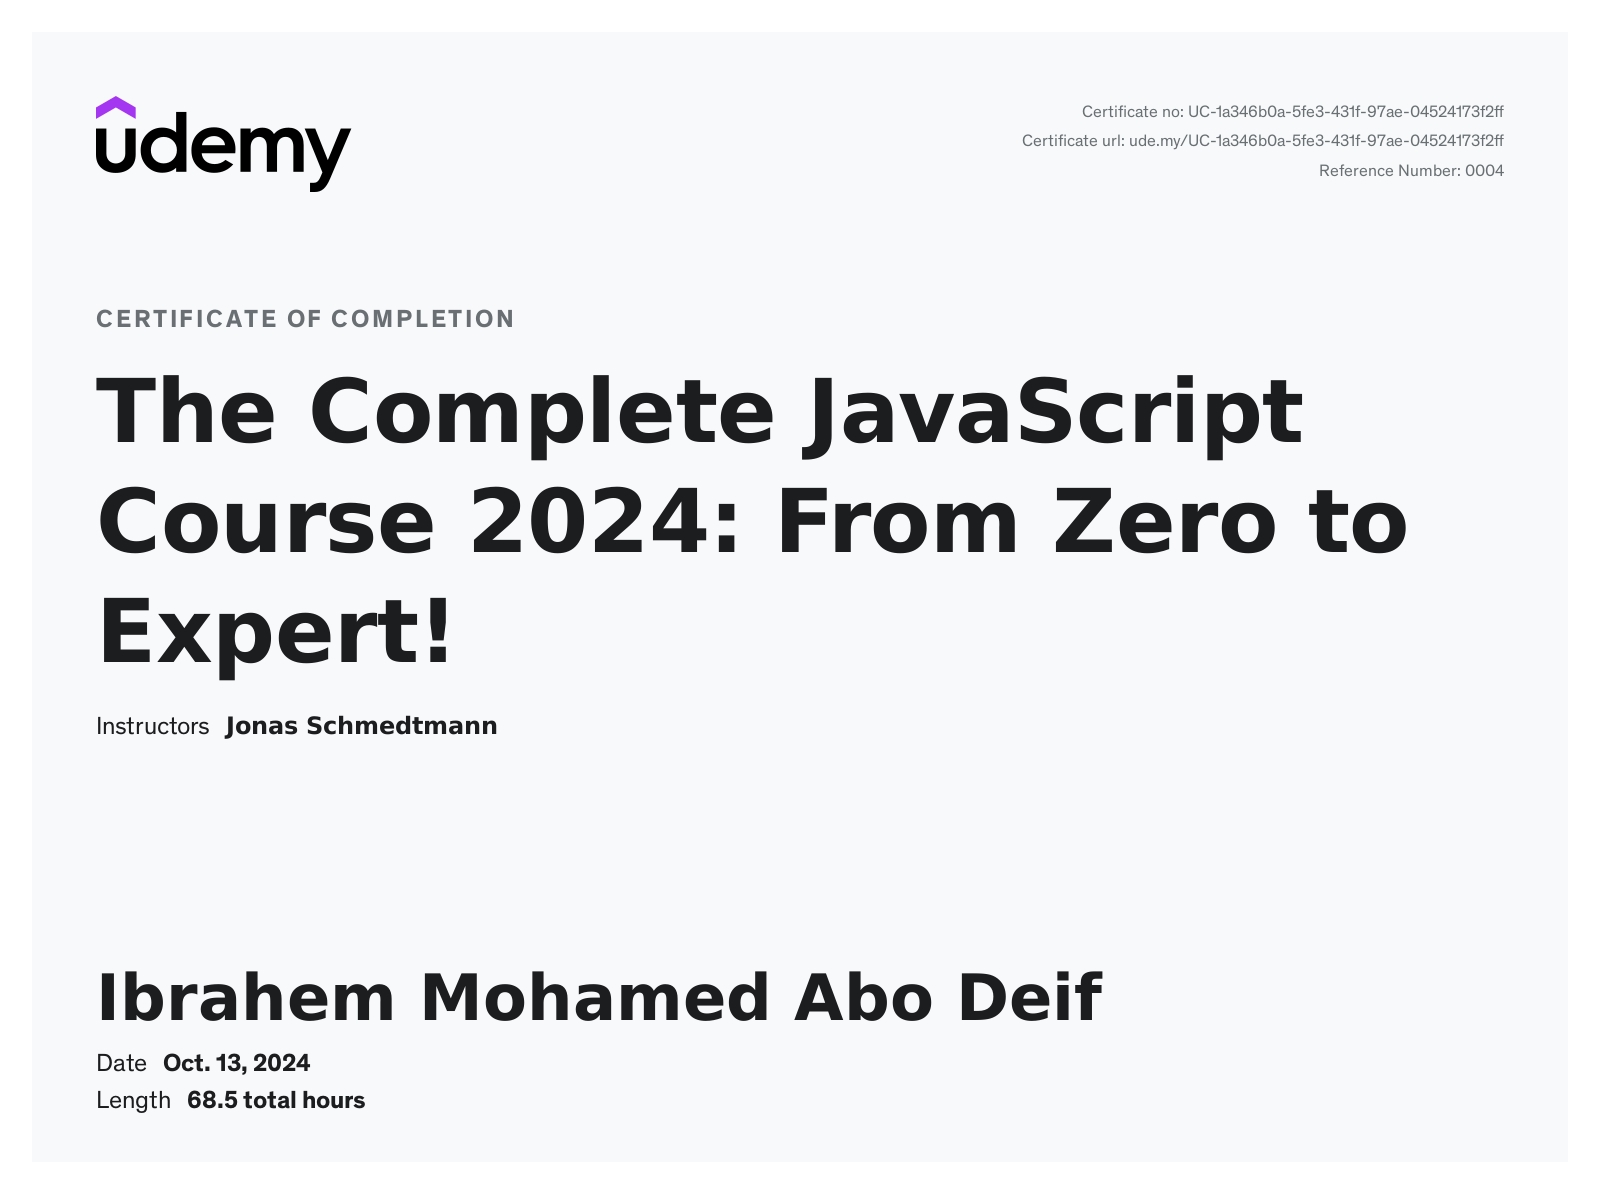 udemy
Certificate no: UC-1a346b0a-5fe3-431f-97ae-04524173f2ff
Certificate url: ude.my/UC-1a346b0a-5fe3-431f-97ae-04524173f2ff
Reference Number: 0004
CERTIFICATE OF COMPLETION
The Complete JavaScript
Course 2024: From Zero to
Expert!
Instructors Jonas Schmedtmann
Ibrahem Mohamed Abo Deif
Date Oct. 13, 2024
Length 68.5 total hours